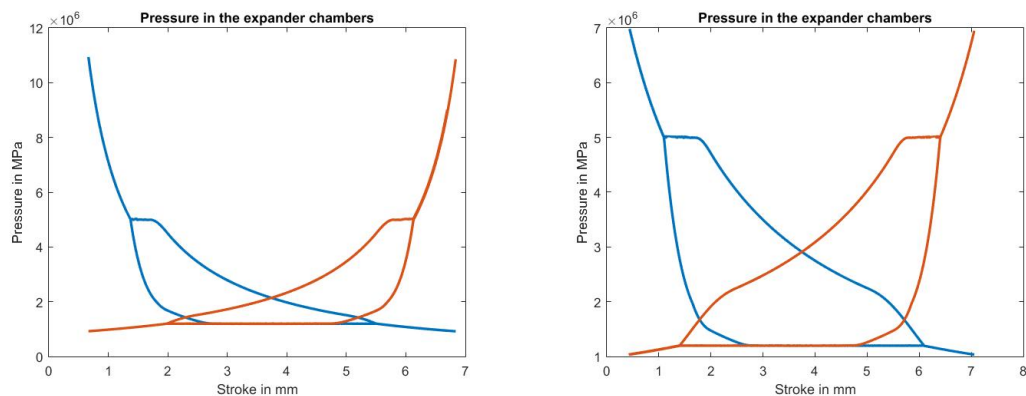 Pressure in the expander chambers
×10⁶
12
10
8
6
4
2
0
Pressure in MPa
0 1 2 3 4 5 6 7
Stroke in mm
Pressure in the expander chambers
×10⁶
7
6
5
4
3
2
1
Pressure in MPa
0 1 2 3 4 5 6 7 8
Stroke in mm